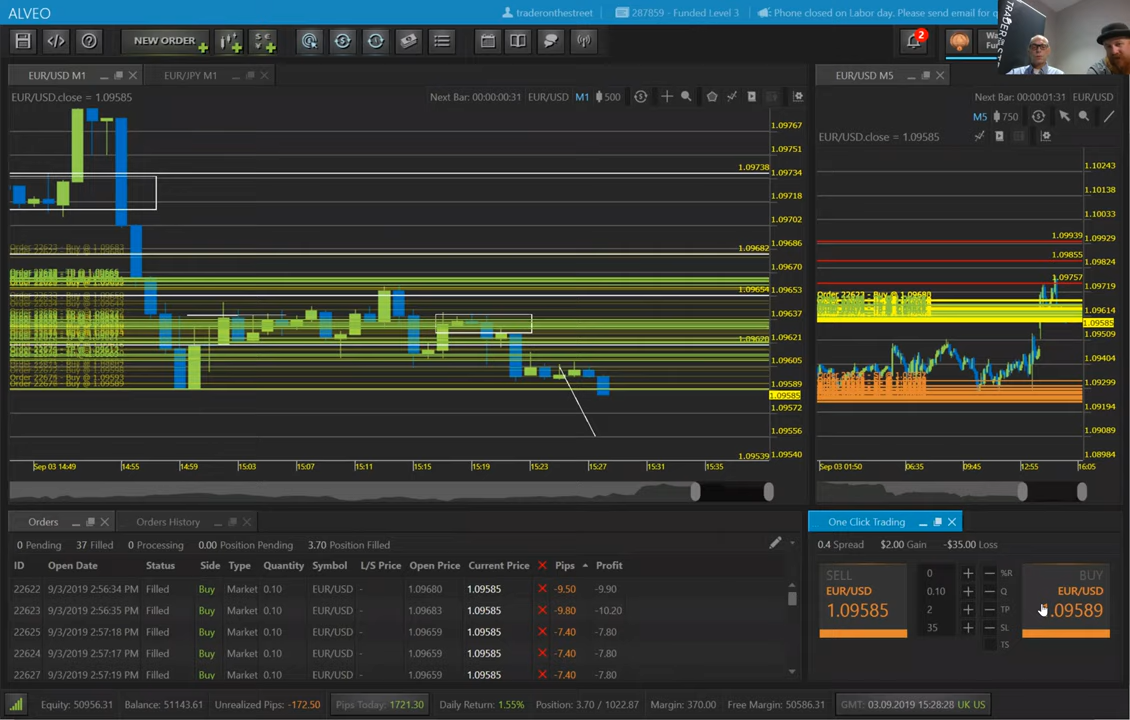 ALVEO
traderonthestreet
287859 - Funded Level 3
Phone closed on Labor day. Please send email for q
NEW ORDER
2
EUR/USD M1
EUR/JPY M1
EUR/USD.close = 1.09585
Next Bar: 00:00:00:31 EUR/USD M1 500
1.09767
1.09751
1.09738
1.09734
1.09718
1.09702
1.09682
1.09686
1.09670
1.09654
1.09653
1.09637
1.09620
1.09621
1.09605
1.09589
1.09585
1.09572
1.09556
1.09539
1.09540
Sep 03 14:49 14:55 14:59 15:03 15:07 15:11 15:15 15:19 15:23 15:27 15:31 15:35
EUR/USD M5
Next Bar: 00:00:01:31 EUR/USD
M5 750
EUR/USD.close = 1.09585
1.10243
1.10138
1.10033
1.09939
1.09929
1.09855
1.09824
1.09757
1.09719
1.09614
1.09585
1.09509
1.09404
1.09299
1.09194
1.09089
1.08984
Sep 03 01:50 06:35 09:45 12:55 16:05
Orders
Orders History
0 Pending 37 Filled 0 Processing 0.00 Position Pending 3.70 Position Filled
ID Open Date Status Side Type Quantity Symbol L/S Price Open Price Current Price Pips Profit
22622 9/3/2019 2:56:34 PM Filled Buy Market 0.10 EUR/USD - 1.09680 1.09585 -9.50 -9.90
22623 9/3/2019 2:56:35 PM Filled Buy Market 0.10 EUR/USD - 1.09683 1.09585 -9.80 -10.20
22625 9/3/2019 2:57:18 PM Filled Buy Market 0.10 EUR/USD - 1.09659 1.09585 -7.40 -7.80
22624 9/3/2019 2:57:17 PM Filled Buy Market 0.10 EUR/USD - 1.09659 1.09585 -7.40 -7.80
22627 9/3/2019 2:57:19 PM Filled Buy Market 0.10 EUR/USD - 1.09659 1.09585 -7.40 -7.80
One Click Trading
0.4 Spread $2.00 Gain -$35.00 Loss
SELL
EUR/USD
1.09585
0 %R
0.10 Q
2 TP
35 SL
TS
BUY
EUR/USD
.09589
Equity: 50956.31 Balance: 51143.61 Unrealized Pips: -172.50 Pips Today: 1721.30 Daily Return: 1.55% Position: 3.70 / 1022.87 Margin: 370.00 Free Margin: 50586.31 GMT: 03.09.2019 15:28:28 UK US